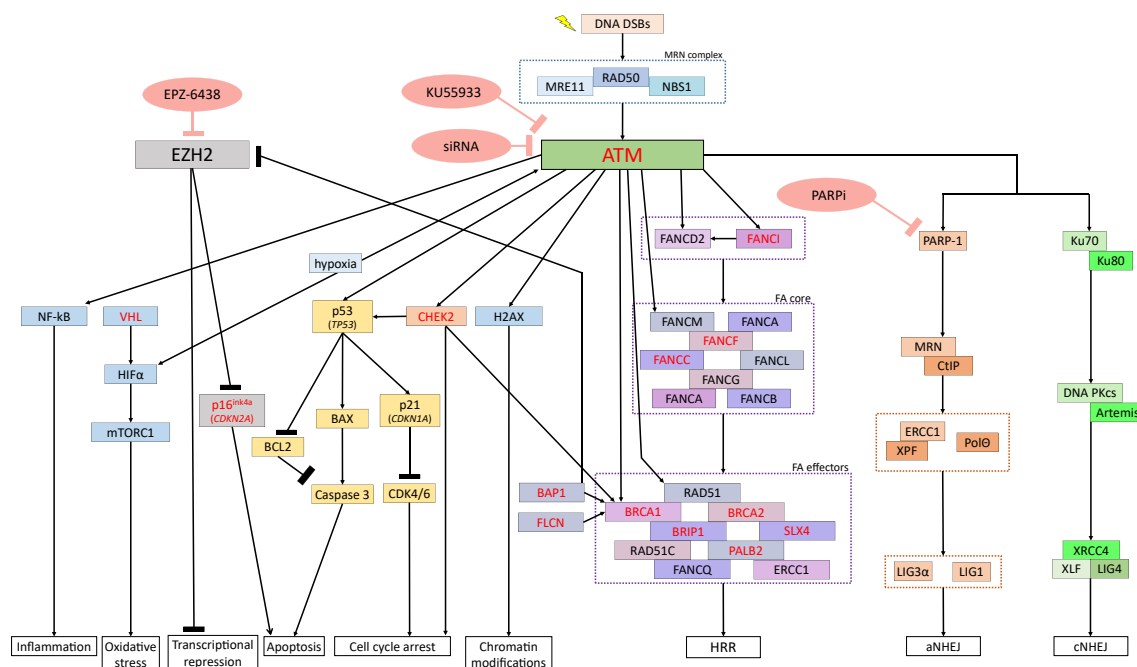 DNA DSBs
MRN complex
RAD50
MRE11
NBS1
EPZ-6438
KU55933
siRNA
EZH2
ATM
PARPi
FANCD2
FANCI
PARP-1
Ku70
Ku80
hypoxia
NF-kB
VHL
p53
(TP53)
CHEK2
H2AX
FA core
FANCM
FANCA
FANCF
FANCC
FANCL
FANCG
FANCA
FANCB
MRN
CtIP
HIFα
p16ink4a
(CDKN2A)
BAX
p21
(CDKN1A)
DNA PKcs
Artemis
mTORC1
BCL2
ERCC1
XPF
PolΘ
Caspase 3
CDK4/6
FA effectors
BAP1
FLCN
RAD51
BRCA1
BRCA2
BRIP1
SLX4
RAD51C
PALB2
FANCQ
ERCC1
LIG3α
LIG1
XRCC4
XLF
LIG4
Inflammation
Oxidative
stress
Transcriptional
repression
Apoptosis
Cell cycle arrest
Chromatin
modifications
HRR
aNHEJ
cNHEJ